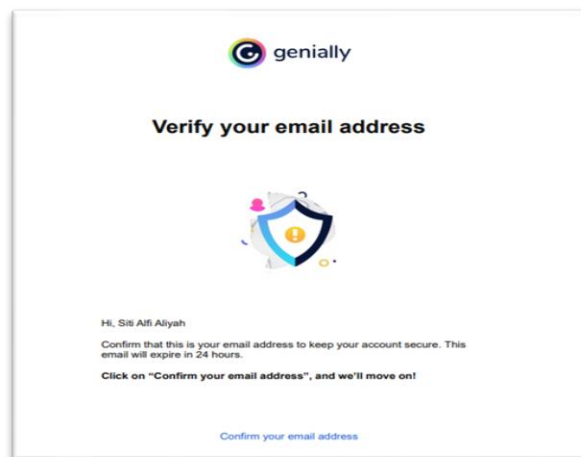 genially
Verify your email address
Hi, Siti Alfi Aliyah
Confirm that this is your email address to keep your account secure. This
email will expire in 24 hours.
Click on “Confirm your email address”, and we’ll move on!
Confirm your email address